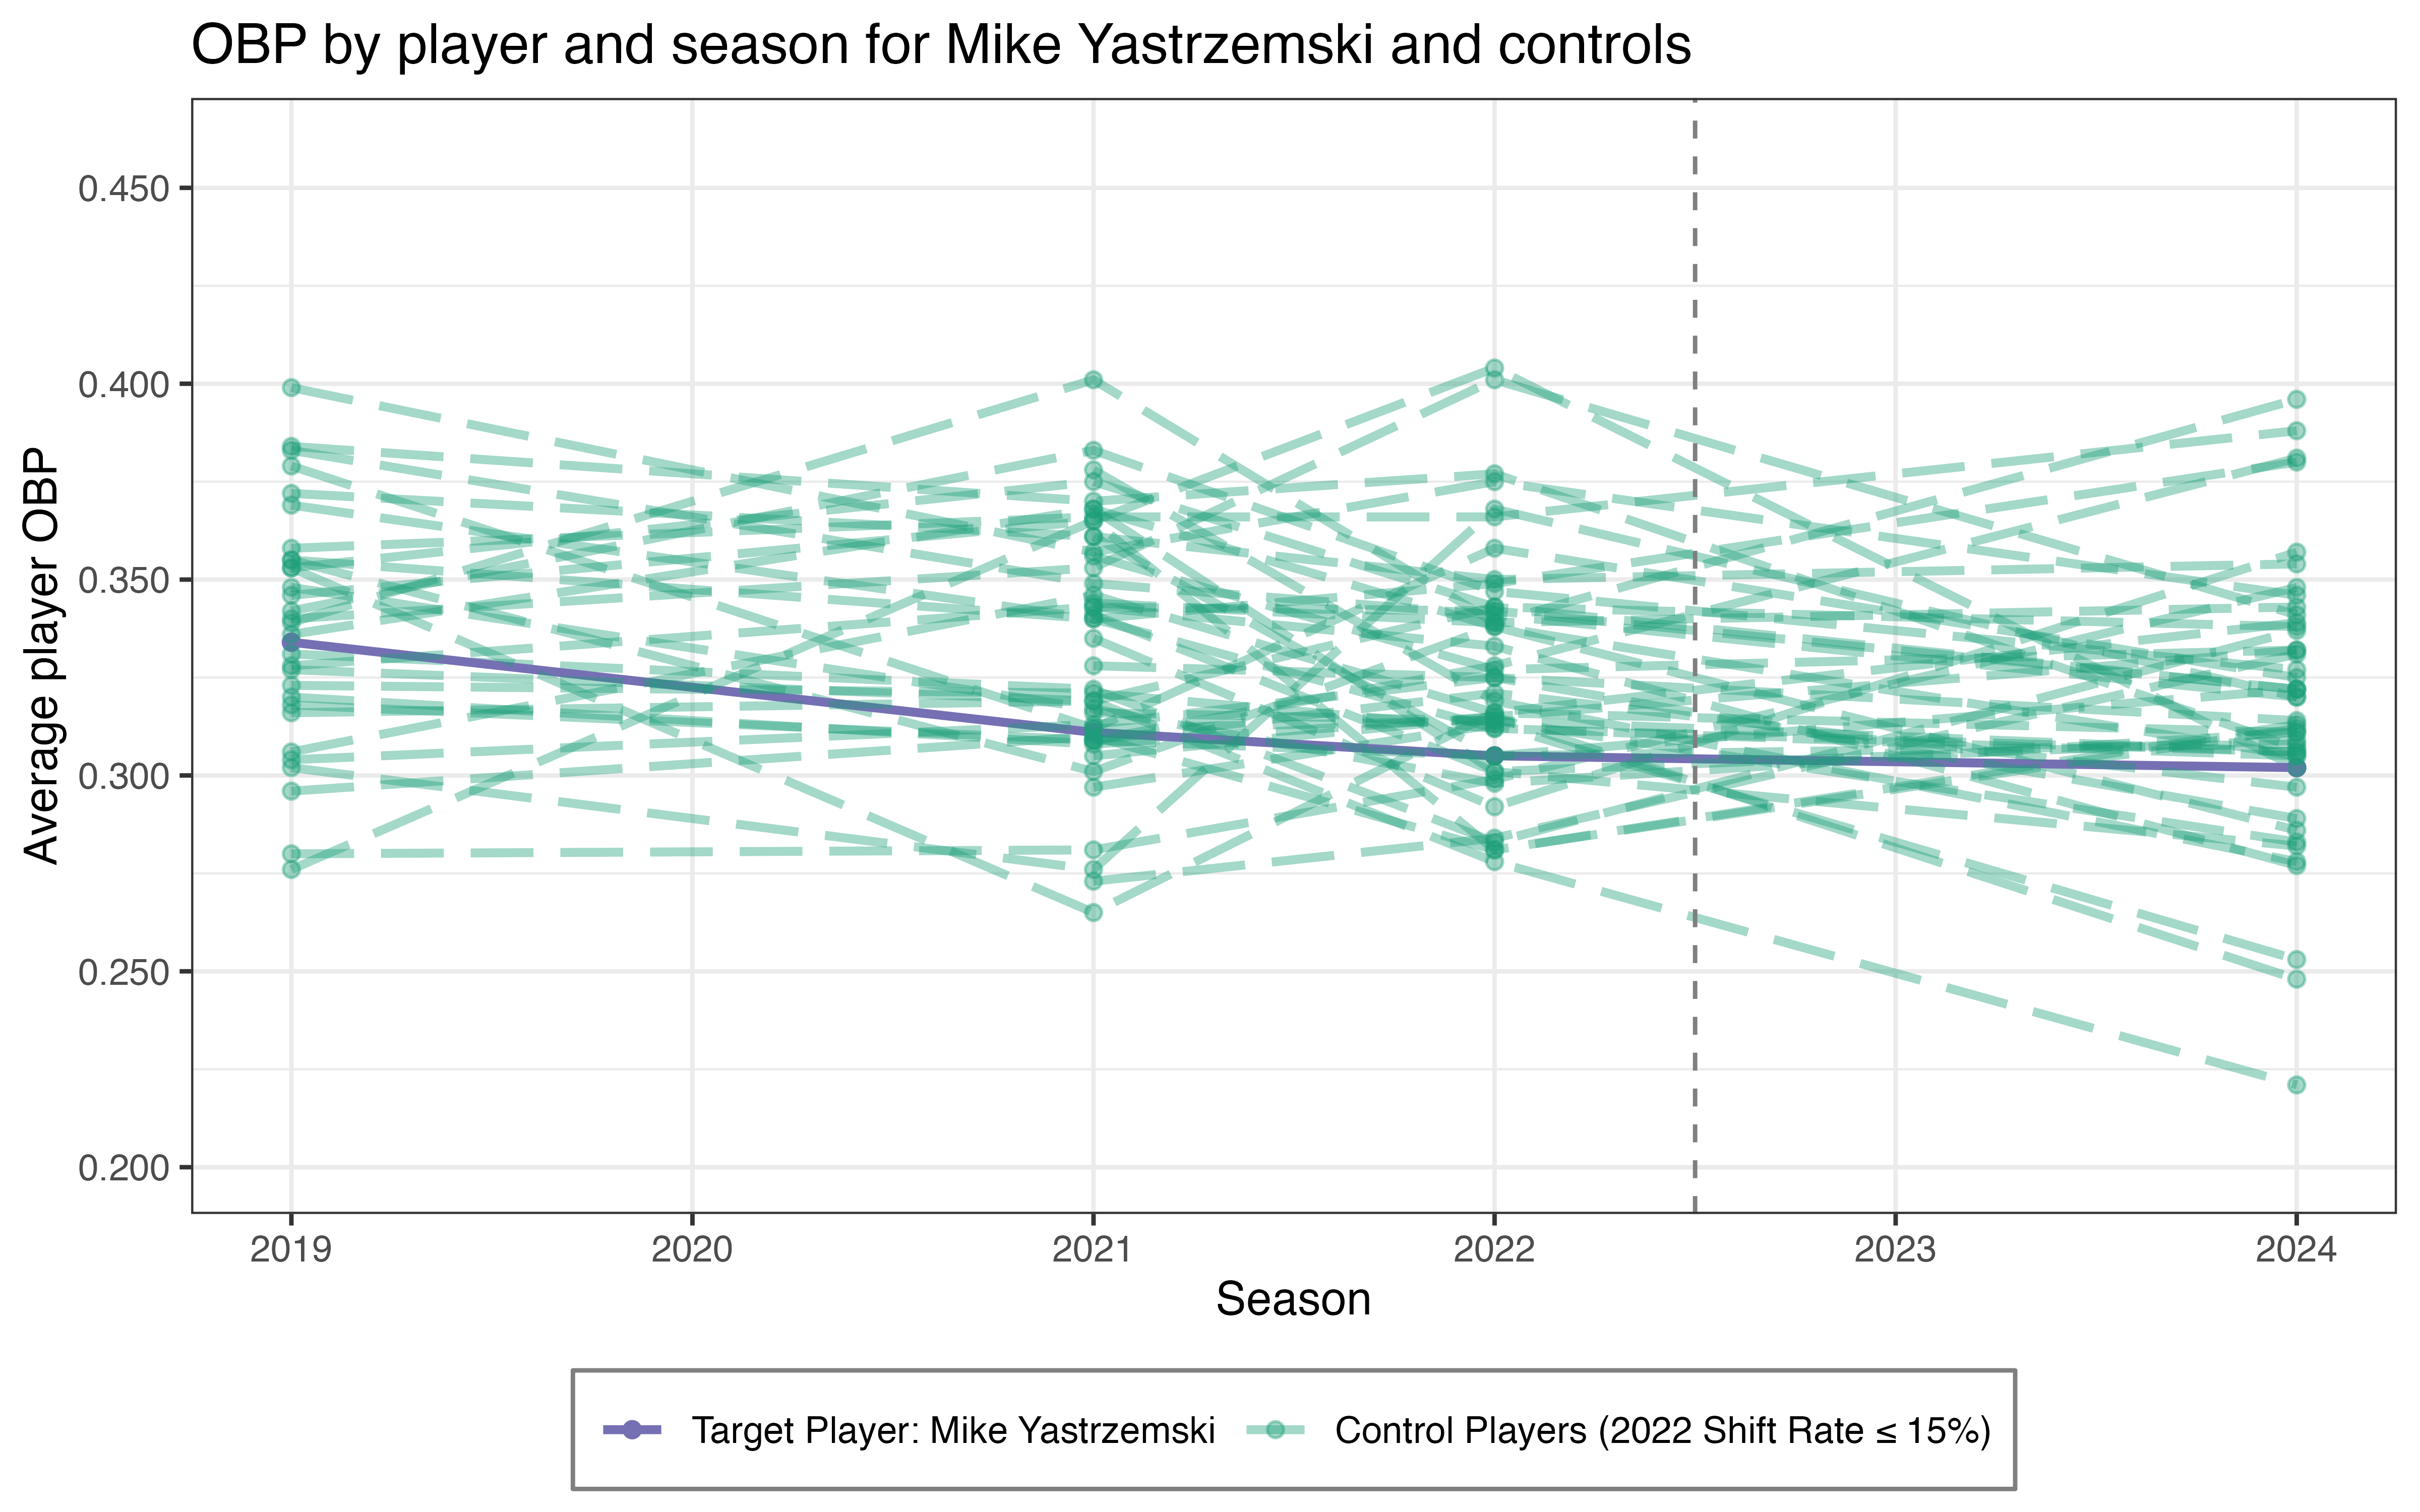 OBP by player and season for Mike Yastrzemski and controls
Average player OBP
0.450
0.400
0.350
0.300
0.250
0.200
2019 2020 2021 2022 2023 2024
Season
Target Player: Mike Yastrzemski Control Players (2022 Shift Rate ≤ 15%)